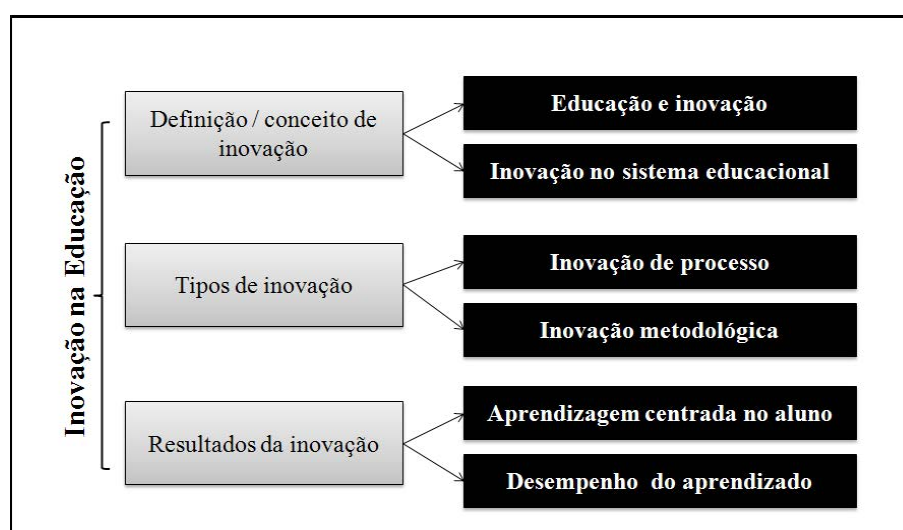 Inovação na Educação
Definição / conceito de
inovação
Educação e inovação
Inovação no sistema educacional
Tipos de inovação
Inovação de processo
Inovação metodológica
Resultados da inovação
Aprendizagem centrada no aluno
Desempenho do aprendizado